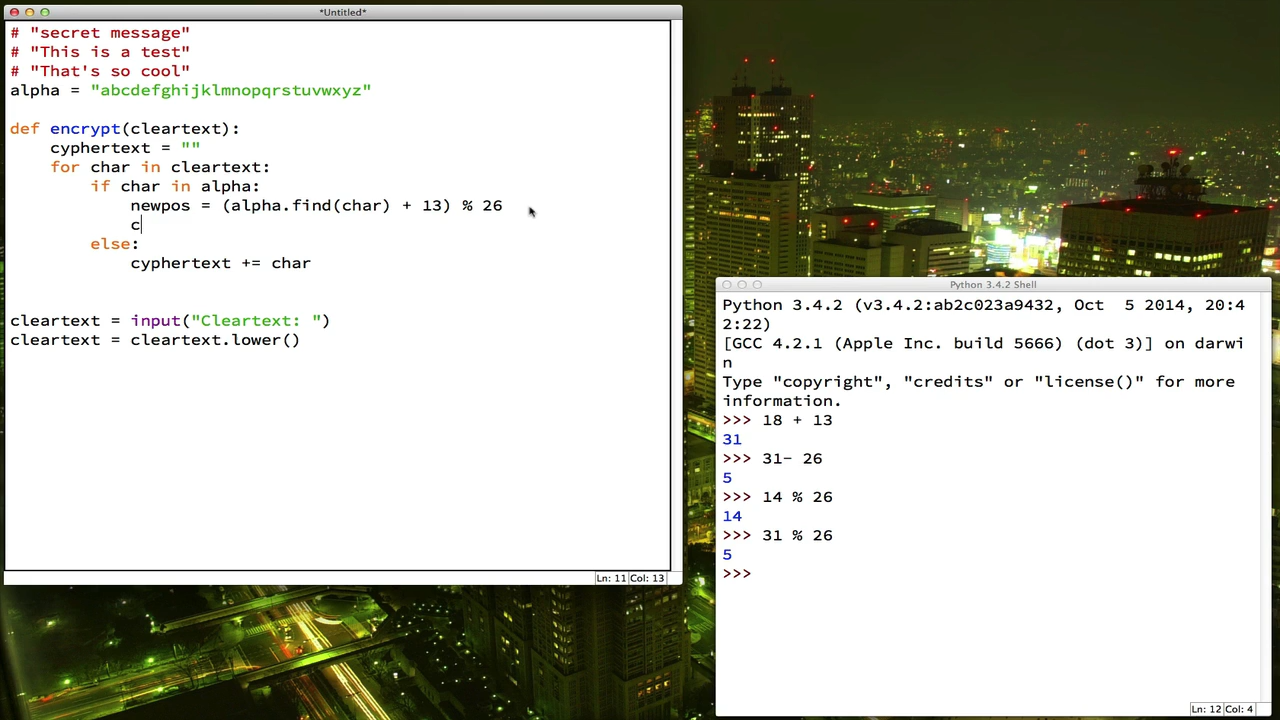 *Untitled*
# "secret message"
# "This is a test"
# "That's so cool"
alpha = "abcdefghijklmnopqrstuvwxyz"
def encrypt(cleartext):
cyphertext = ""
for char in cleartext:
if char in alpha:
newpos = (alpha.find(char) + 13) % 26
c
else:
cyphertext += char
cleartext = input("Cleartext: ")
cleartext = cleartext.lower()
Ln: 11 Col: 13
Python 3.4.2 Shell
Python 3.4.2 (v3.4.2:ab2c023a9432, Oct  5 2014, 20:4
2:22)
[GCC 4.2.1 (Apple Inc. build 5666) (dot 3)] on darwi
n
Type "copyright", "credits" or "license()" for more
information.
>>> 18 + 13
31
>>> 31- 26
5
>>> 14 % 26
14
>>> 31 % 26
5
>>>
Ln: 12 Col: 4